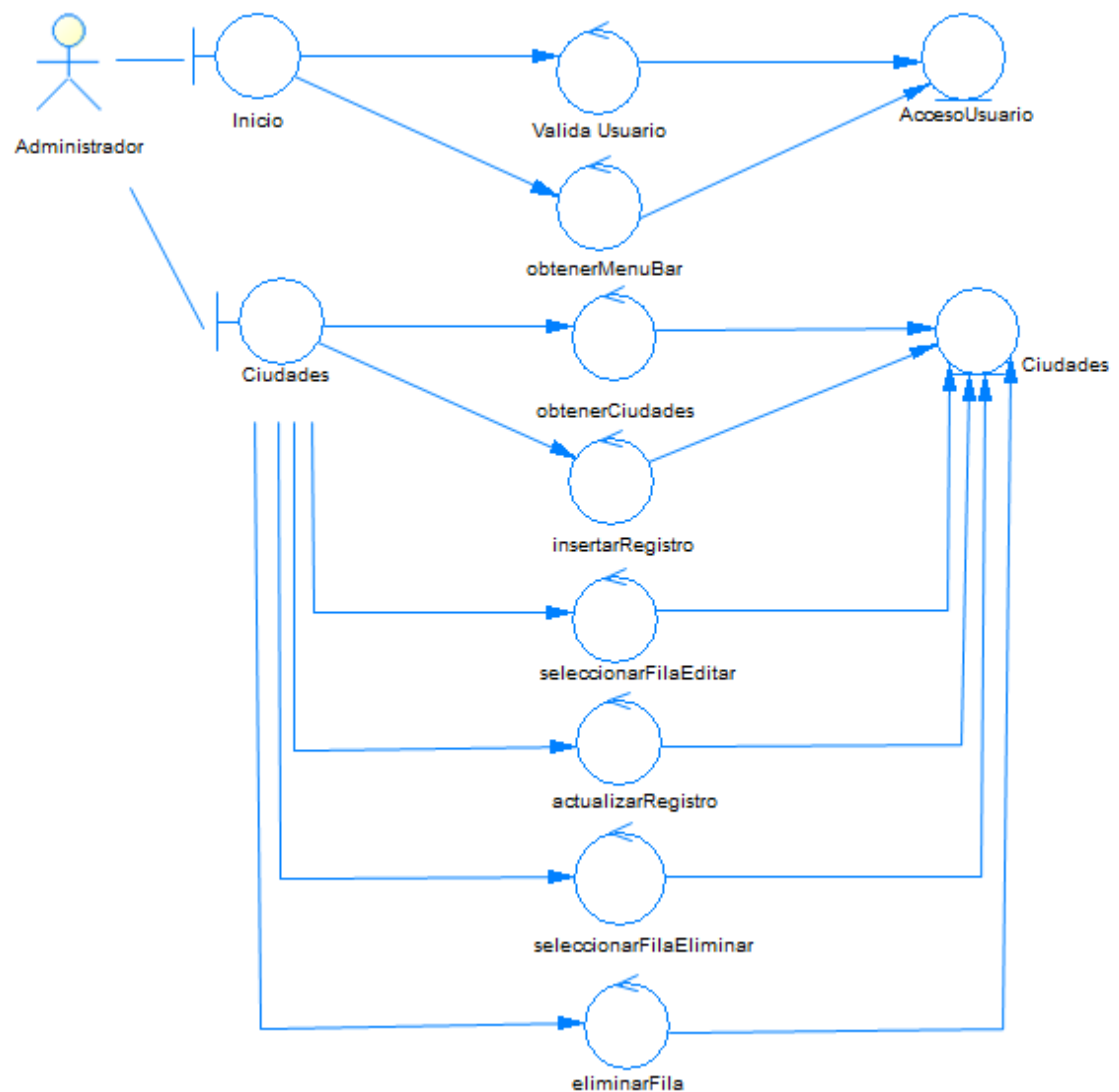 Administrador
Inicio
Valida Usuario
AccesoUsuario
obtenerMenuBar
Ciudades
obtenerCiudades
Ciudades
insertarRegistro
seleccionarFilaEditar
actualizarRegistro
seleccionarFilaEliminar
eliminarFila